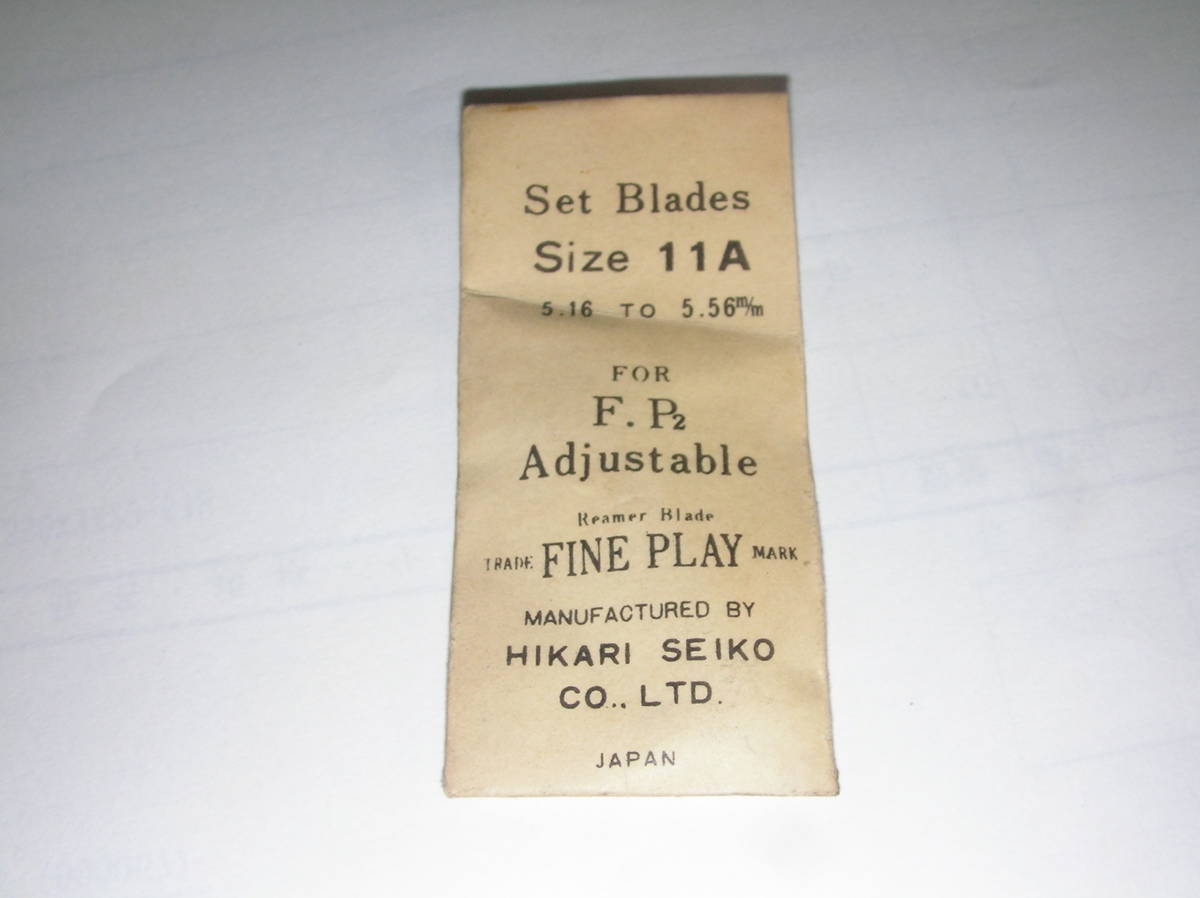 Set Blades
Size 11A
5.16 TO 5.56 m/m
FOR
F. P2
Adjustable
Reamer Blade
TRADE FINE PLAY MARK
MANUFACTURED BY
HIKARI SEIKO
CO., LTD.
JAPAN